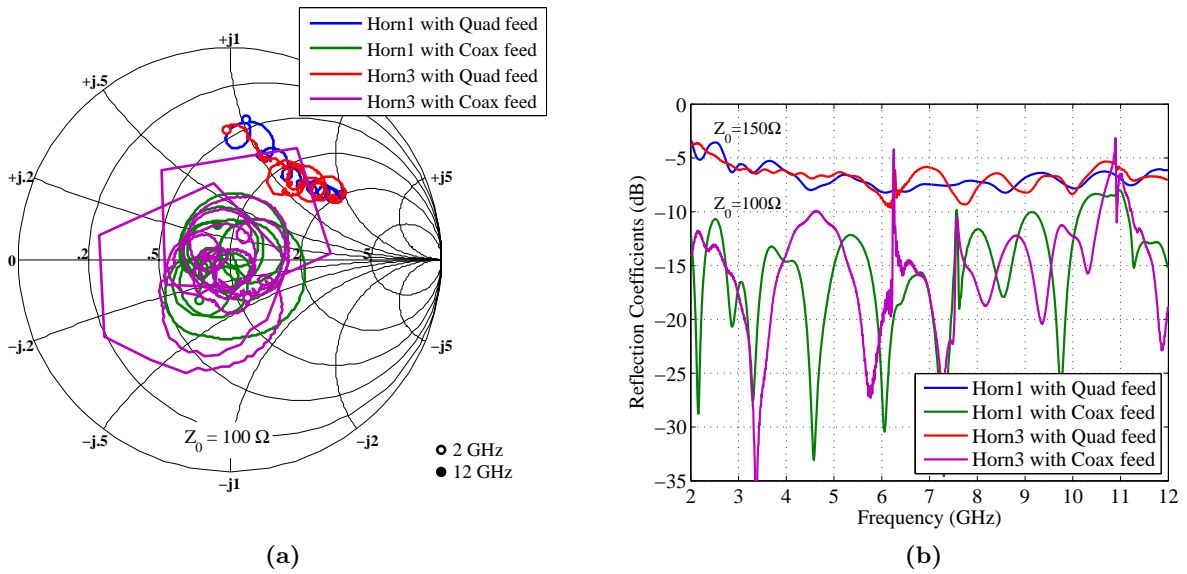 Horn1 with Quad feed
Horn1 with Coax feed
Horn3 with Quad feed
Horn3 with Coax feed
+j1
+j.5
+j.2
+j5
0
.2
.5
2
5
−j.2
−j5
−j.5
−j2
−j1
Z0 = 100 Ω
2 GHz
12 GHz
(a)
0
−5
−10
−15
−20
−25
−30
−35
Reflection Coefficients (dB)
Z0=150Ω
Z0=100Ω
Horn1 with Quad feed
Horn1 with Coax feed
Horn3 with Quad feed
Horn3 with Coax feed
2 3 4 5 6 7 8 9 10 11 12
Frequency (GHz)
(b)